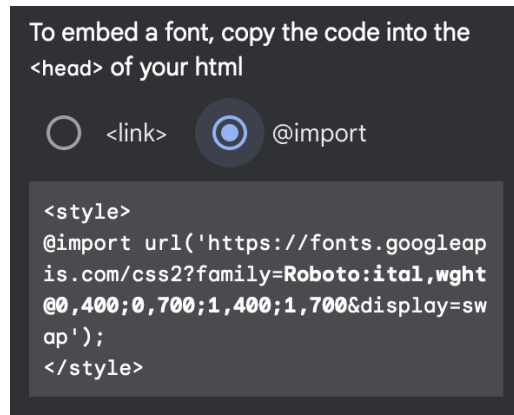 To embed a font, copy the code into the
<head> of your html
<link>
@import
<style>
@import url('https://fonts.googleap
is.com/css2?family=Roboto:ital,wght
@0,400;0,700;1,400;1,700&display=sw
ap');
</style>